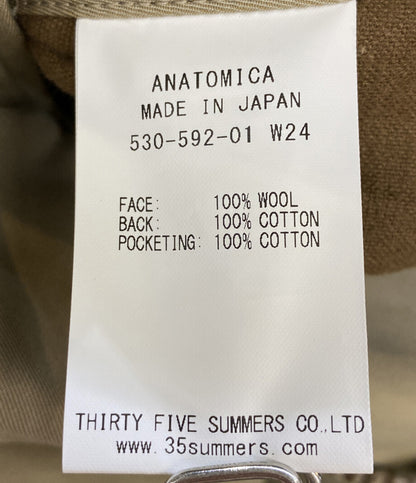 ANATOMICA
MADE IN JAPAN
530-592-01 W24
FACE: 100% WOOL
BACK: 100% COTTON
POCKETING: 100% COTTON
THIRTY FIVE SUMMERS CO.,LTD
www.35summers.com